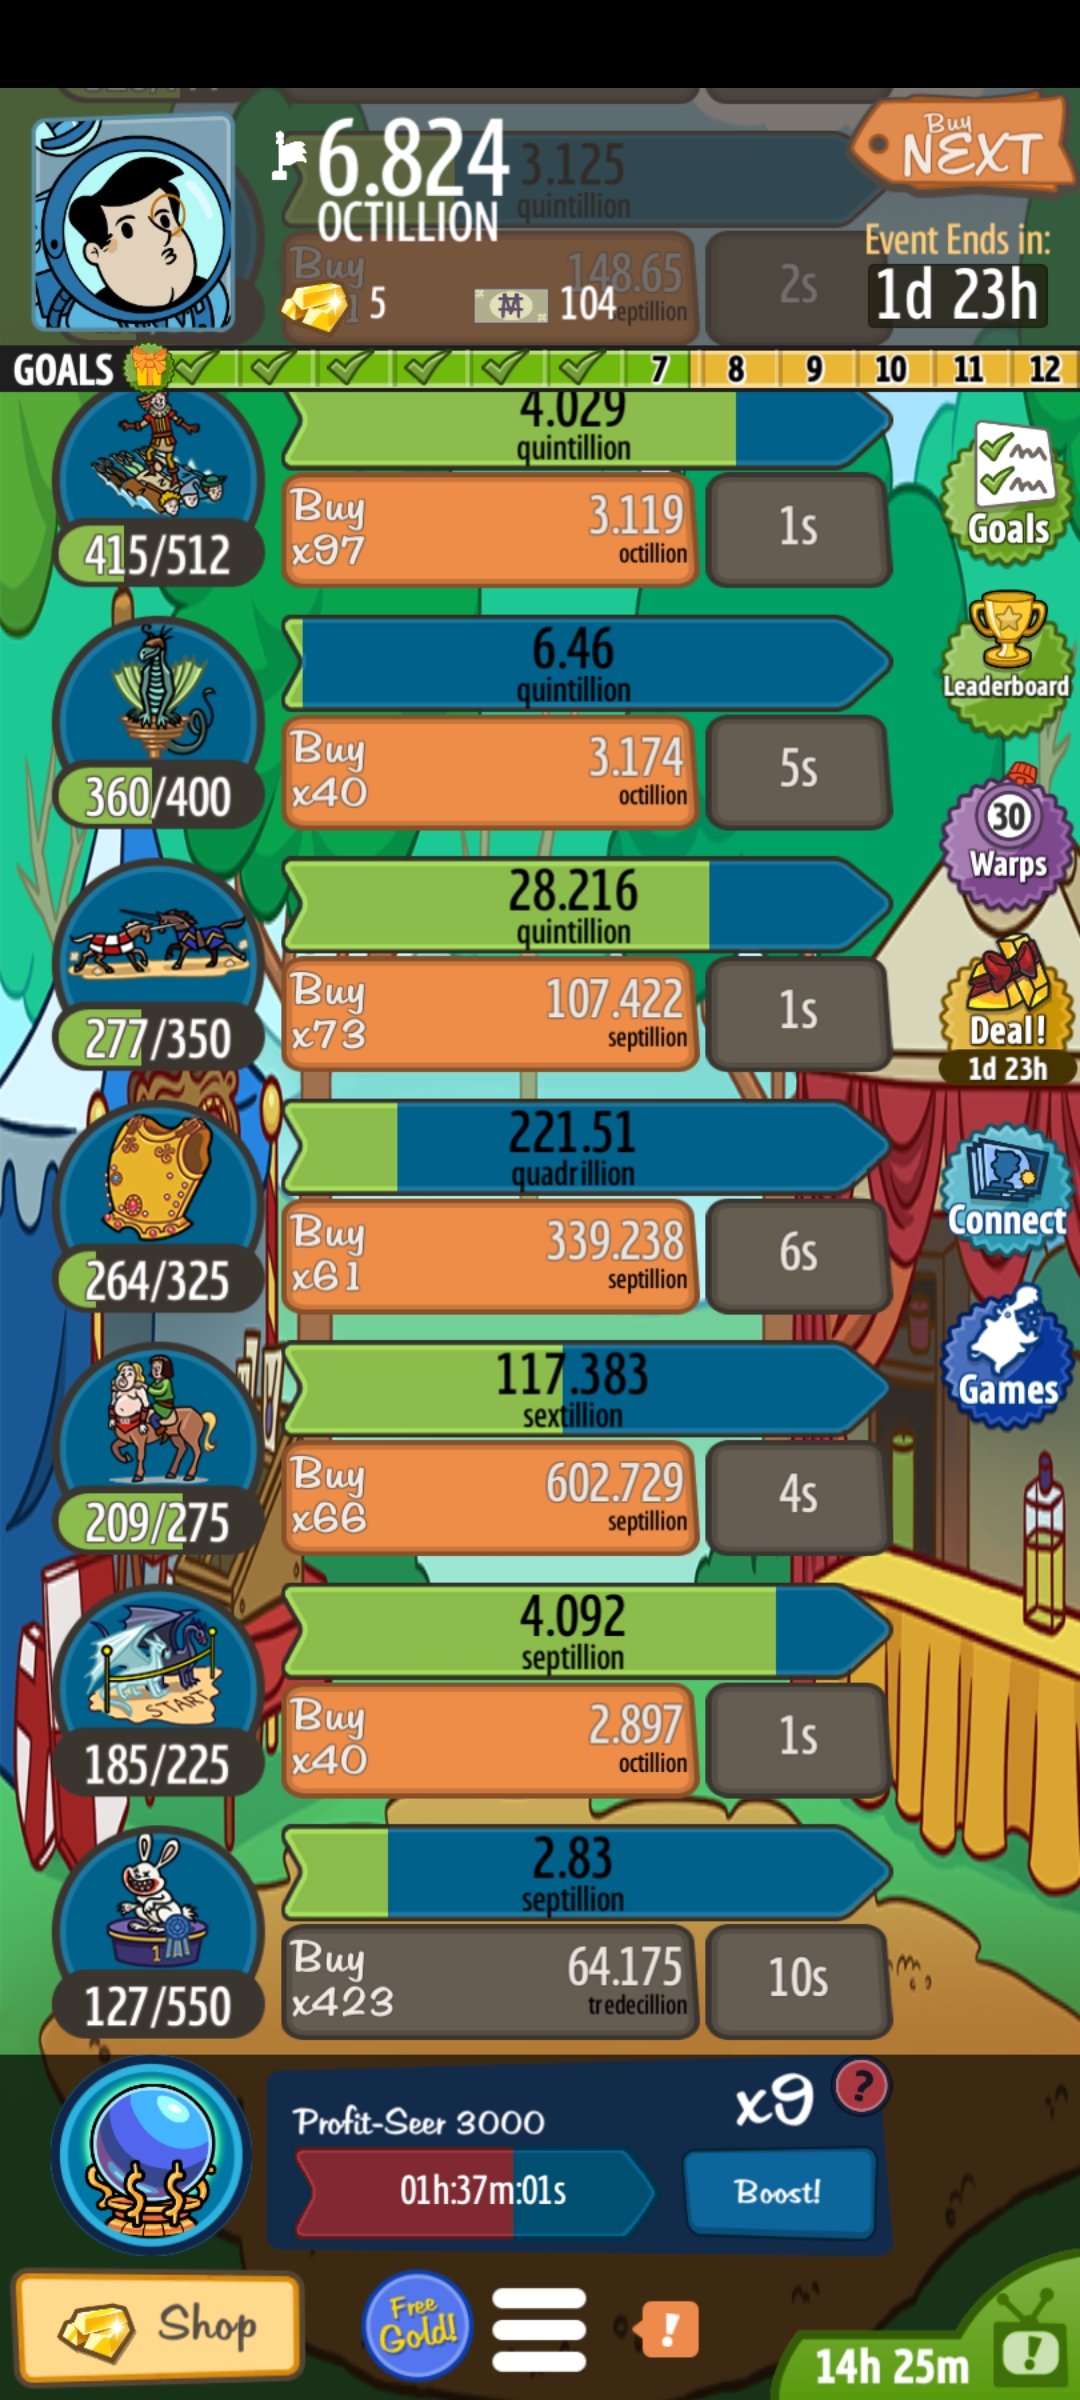 6.824
OCTILLION
3.125
quintillion
Buy
NEXT
Event Ends in:
1d 23h
Buy
148.65
2s
5
M
104
GOALS
7
8
9
10
11
12
4.029
quintillion
Buy
x97
3.119
octillion
1s
415/512
Goals
6.46
quintillion
Leaderboard
Buy
x40
3.174
octillion
5s
360/400
30
Warps
28.216
quintillion
Buy
x73
107.422
septillion
1s
277/350
Deal!
1d 23h
221.51
quadrillion
Connect
Buy
x61
339.238
septillion
6s
264/325
117.383
sextillion
Games
Buy
x66
602.729
septillion
4s
209/275
4.092
septillion
START
Buy
x40
2.897
octillion
1s
185/225
2.83
septillion
1
Buy
x423
64.175
tredecillion
10s
127/550
Profit-Seer 3000
x9
?
01h:37m:01s
Boost!
Shop
Free
Gold!
!
14h 25m
!